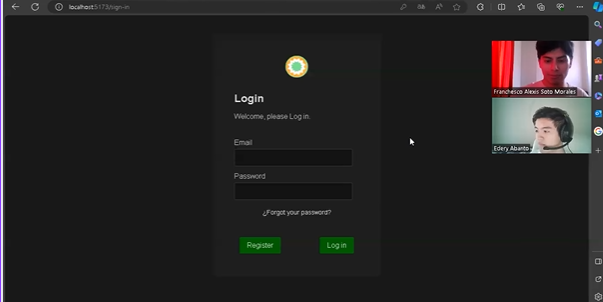 localhost:5173/sign-in
Login
Welcome, please Log in.
Email
Password
¿Forgot your password?
Register
Log in
Franchesco Alexis Soto Morales
Edery Abanto